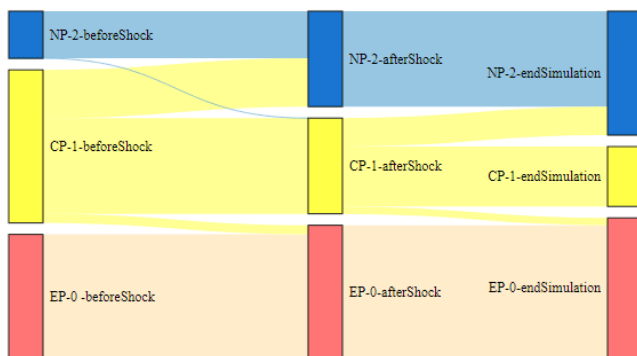 NP-2-beforeShock
NP-2-afterShock
NP-2-endSimulation
CP-1-beforeShock
CP-1-afterShock
CP-1-endSimulation
EP-0 -beforeShock
EP-0-afterShock
EP-0-endSimulation